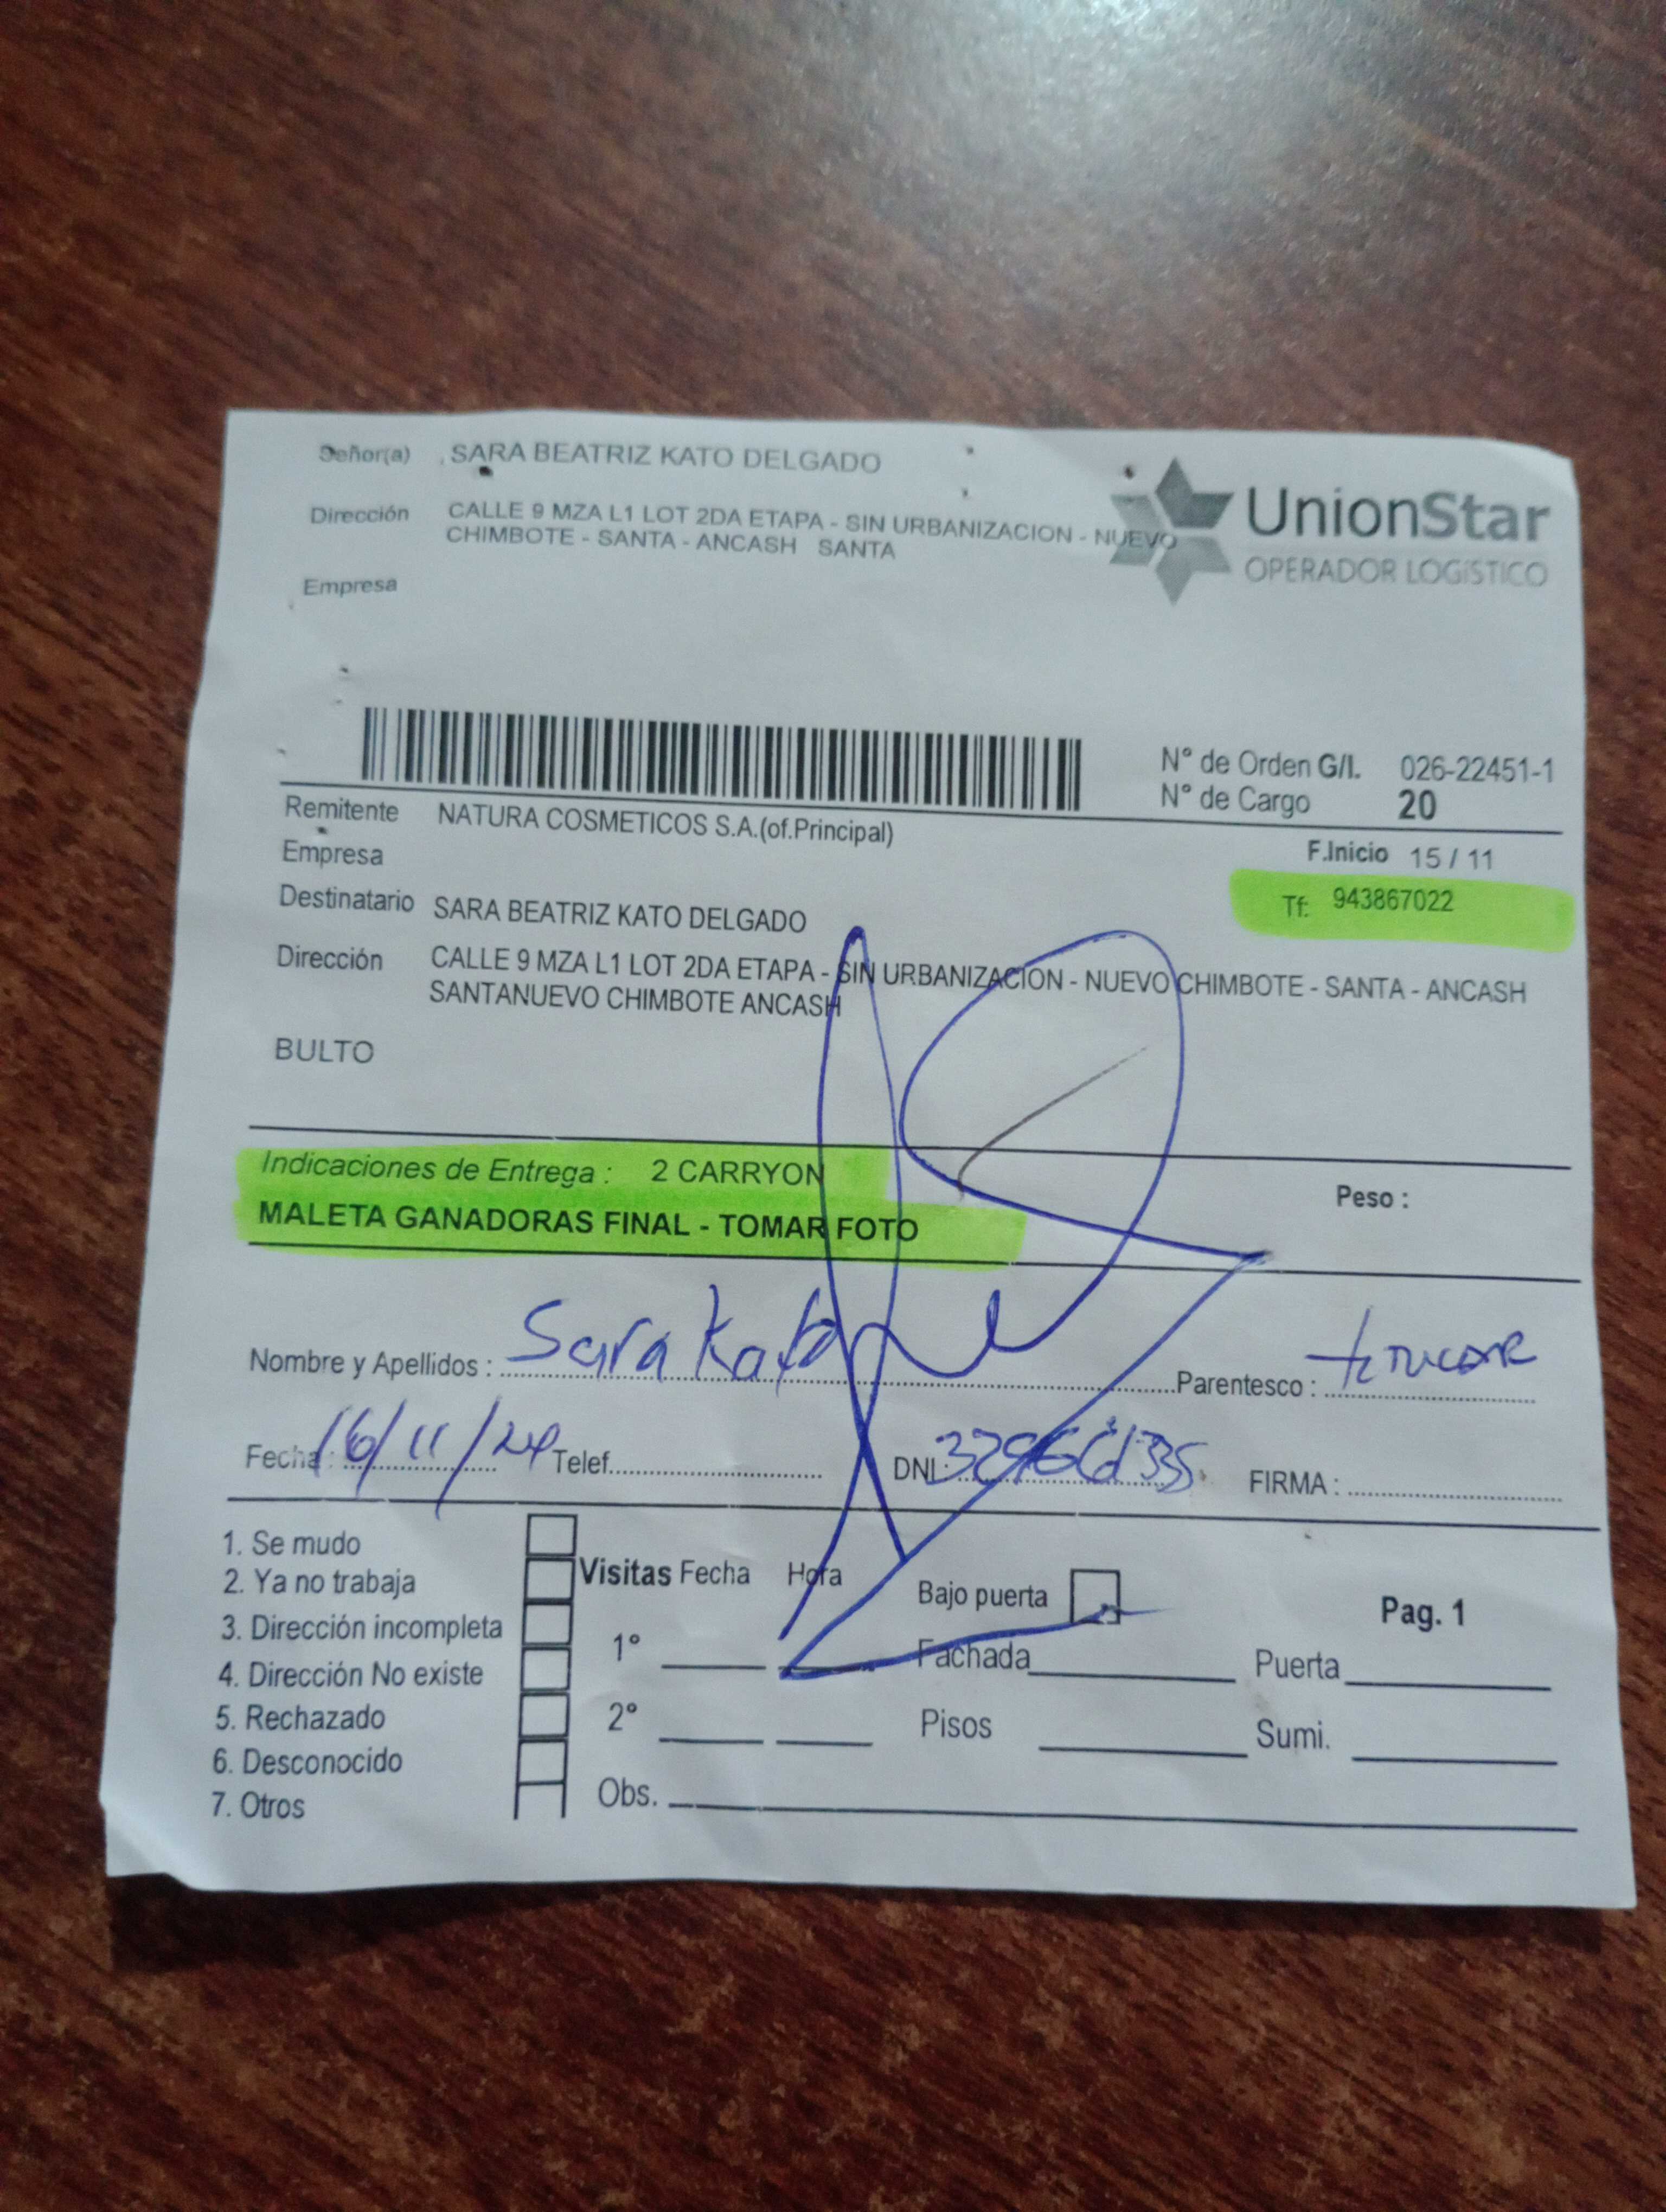 Señor(a) SARA BEATRIZ KATO DELGADO
Dirección CALLE 9 MZA L1 LOT 2DA ETAPA - SIN URBANIZACION - NUEVO
CHIMBOTE - SANTA - ANCASH SANTA
Empresa
UnionStar
OPERADOR LOGÍSTICO
N° de Orden G/I. 026-22451-1
N° de Cargo 20
Remitente NATURA COSMETICOS S.A.(of.Principal)
Empresa
F.Inicio 15 / 11
Destinatario SARA BEATRIZ KATO DELGADO
Tf: 943867022
Dirección CALLE 9 MZA L1 LOT 2DA ETAPA - SIN URBANIZACION - NUEVO CHIMBOTE - SANTA - ANCASH
SANTANUEVO CHIMBOTE ANCASH
BULTO
Indicaciones de Entrega : 2 CARRYON
Peso :
MALETA GANADORAS FINAL - TOMAR FOTO
Nombre y Apellidos : Sara Kato Parentesco :
Fecha : 16/11/24 Telef. DNI : FIRMA :
1. Se mudo
2. Ya no trabaja
3. Dirección incompleta
4. Dirección No existe
5. Rechazado
6. Desconocido
7. Otros
Visitas Fecha Hora
1°
2°
Obs.
Bajo puerta
Pag. 1
Fachada Puerta
Pisos Sumi.